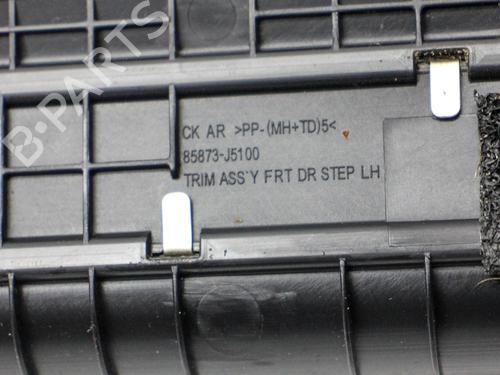 B-PARTS
CK AR >PP-(MH+TD)5<
85873-J5100
TRIM ASS'Y FRT DR STEP LH